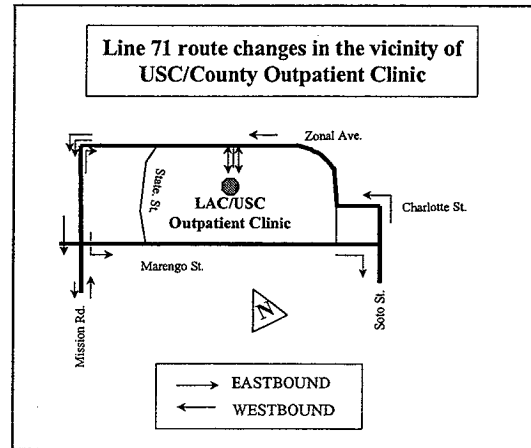 Line 71 route changes in the vicinity of
USC/County Outpatient Clinic
Zonal Ave.
State. St.
LAC/USC
Outpatient Clinic
Charlotte St.
Marengo St.
Mission Rd.
Soto St.
N
EASTBOUND
WESTBOUND